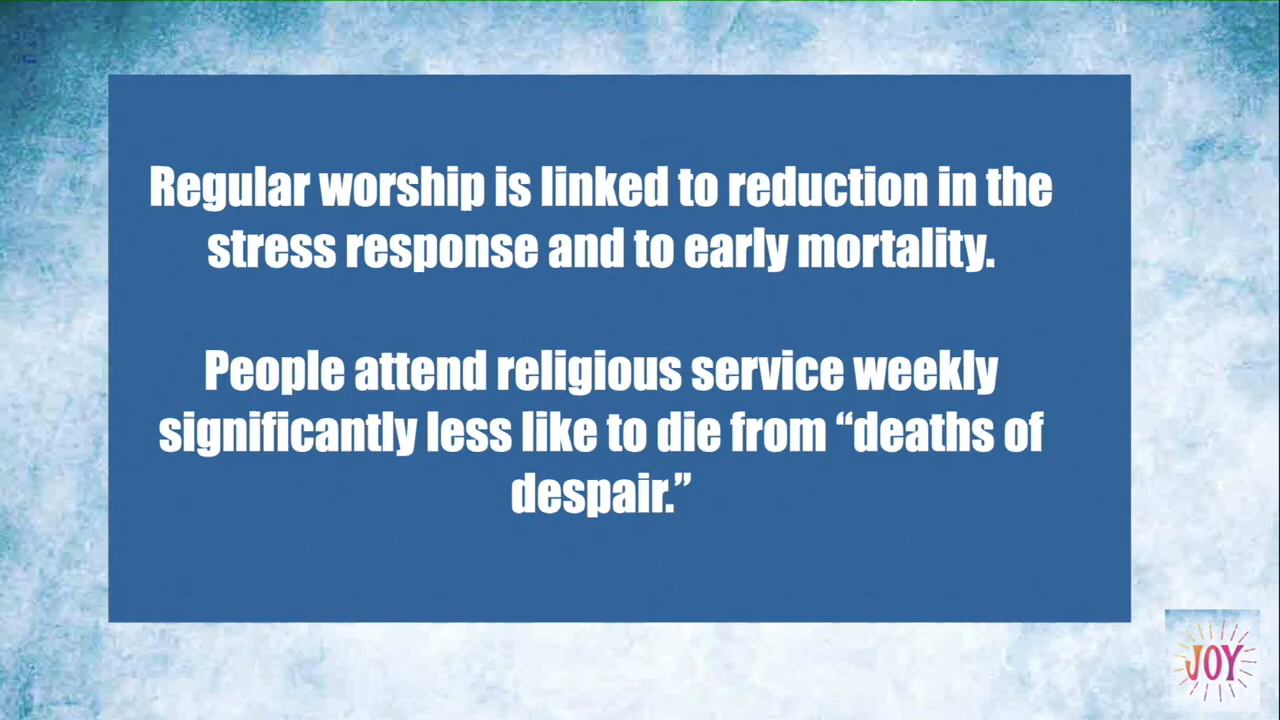 Regular worship is linked to reduction in the
stress response and to early mortality.
People attend religious service weekly
significantly less like to die from “deaths of
despair.”
JOY